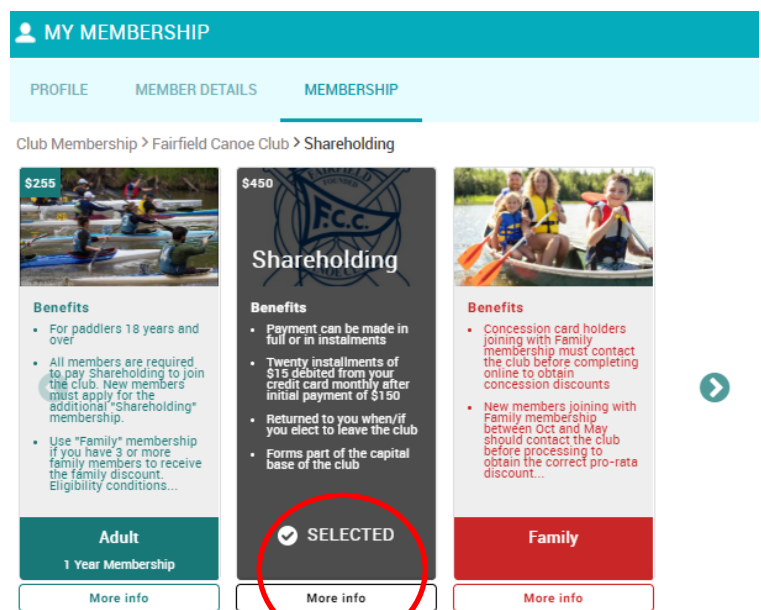 MY MEMBERSHIP
PROFILE MEMBER DETAILS MEMBERSHIP
Club Membership > Fairfield Canoe Club > Shareholding
$255
Benefits
• For paddlers 18 years and
over
• All members are required
to pay Shareholding to join
the club. New members
must apply for the
additional "Shareholding"
membership.
• Use "Family" membership
if you have 3 or more
family members to receive
the family discount.
Eligibility conditions...
Adult
1 Year Membership
More info
$450
FAIRFIELD
FOUNDED
F.C.C.
Shareholding
Benefits
• Payment can be made in
full or in instalments
• Twenty installments of
$15 debited from your
credit card monthly after
initial payment of $150
• Returned to you when/if
you elect to leave the club
• Forms part of the capital
base of the club
SELECTED
More info
Benefits
• Concession card holders
joining with Family
membership must contact
the club before completing
online to obtain
concession discounts
• New members joining with
Family membership
between Oct and May
should contact the club
before processing to
obtain the correct pro-rata
discount...
Family
More info